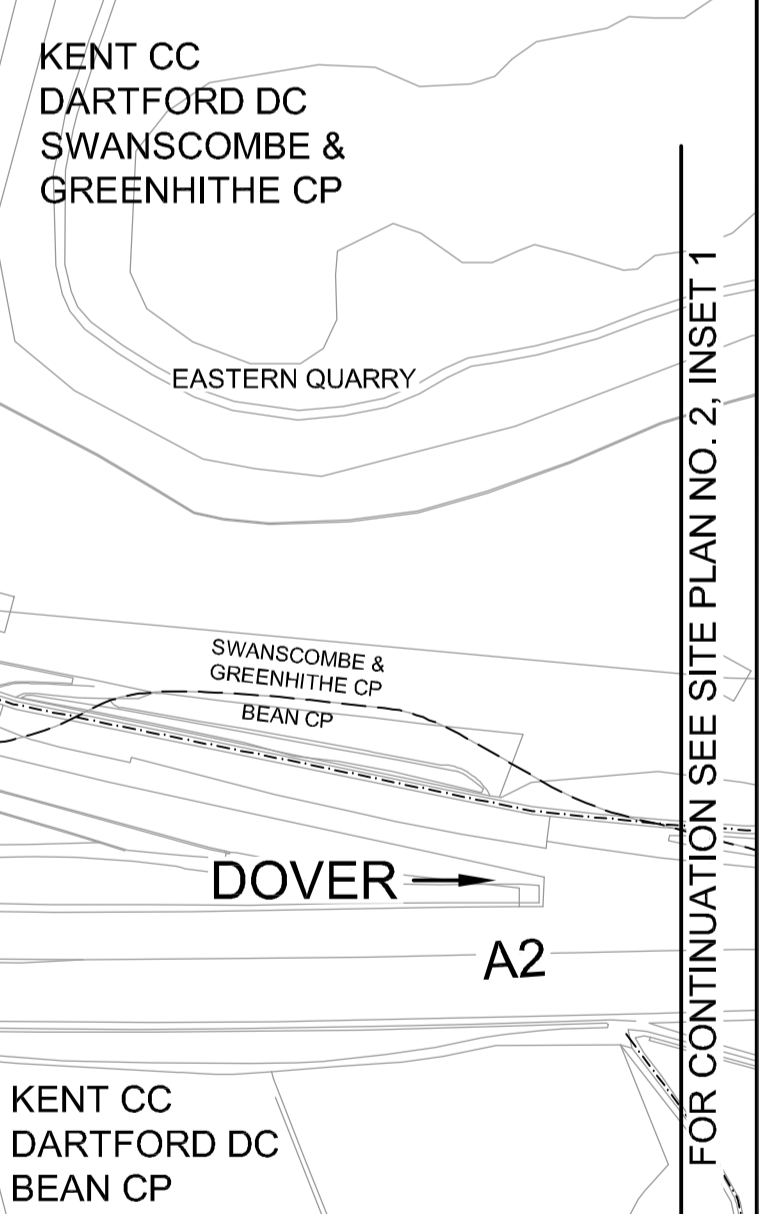 KENT CC
DARTFORD DC
SWANSCOMBE &
GREENHITHE CP
EASTERN QUARRY
SWANSCOMBE &
GREENHITHE CP
BEAN CP
DOVER
A2
KENT CC
DARTFORD DC
BEAN CP
FOR CONTINUATION SEE SITE PLAN NO. 2, INSET 1